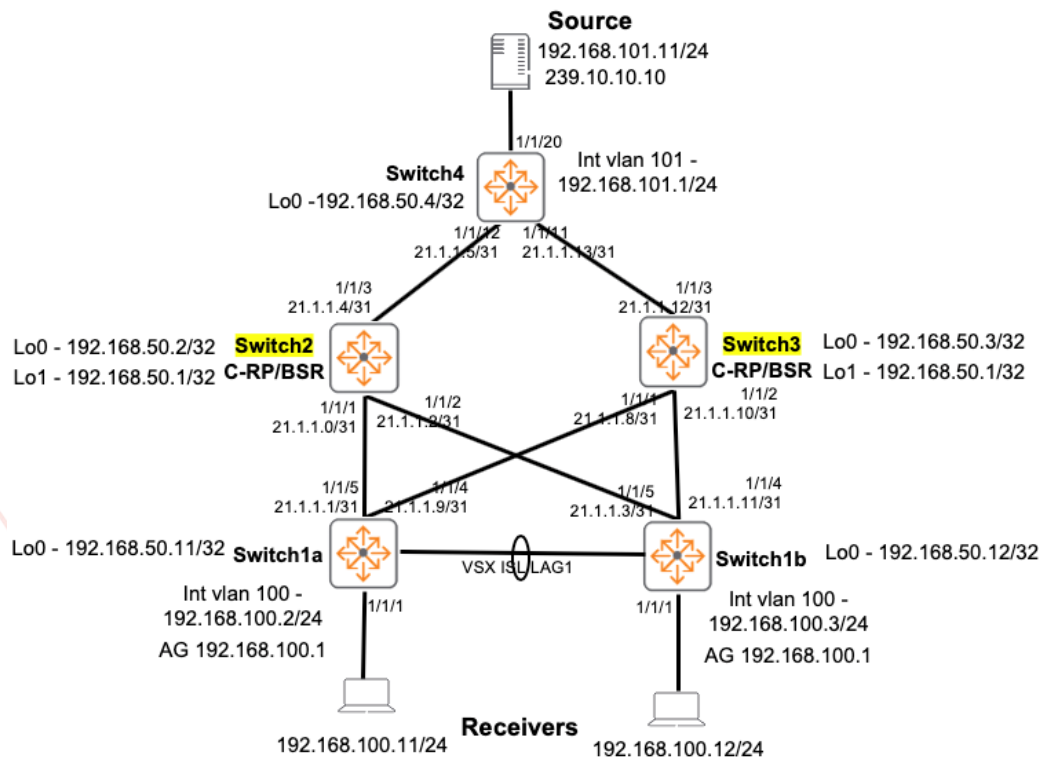 Source
192.168.101.11/24
239.10.10.10
1/1/20
Switch4
Int vlan 101 -
192.168.101.1/24
Lo0 -192.168.50.4/32
1/1/12
21.1.1.5/31
1/1/11
21.1.1.13/31
1/1/3
21.1.1.4/31
1/1/3
21.1.1.12/31
Lo0 - 192.168.50.2/32
Lo1 - 192.168.50.1/32
Switch2
C-RP/BSR
Switch3
C-RP/BSR
Lo0 - 192.168.50.3/32
Lo1 - 192.168.50.1/32
1/1/1
21.1.1.0/31
1/1/2
21.1.1.2/31
1/1/1
21.1.1.8/31
1/1/2
21.1.1.10/31
1/1/5
21.1.1.1/31
1/1/4
21.1.1.9/31
1/1/5
21.1.1.3/31
1/1/4
21.1.1.11/31
Lo0 - 192.168.50.11/32
Switch1a
VSX ISL LAG1
Switch1b
Lo0 - 192.168.50.12/32
Int vlan 100 -
192.168.100.2/24
AG 192.168.100.1
1/1/1
1/1/1
Int vlan 100 -
192.168.100.3/24
AG 192.168.100.1
Receivers
192.168.100.11/24
192.168.100.12/24